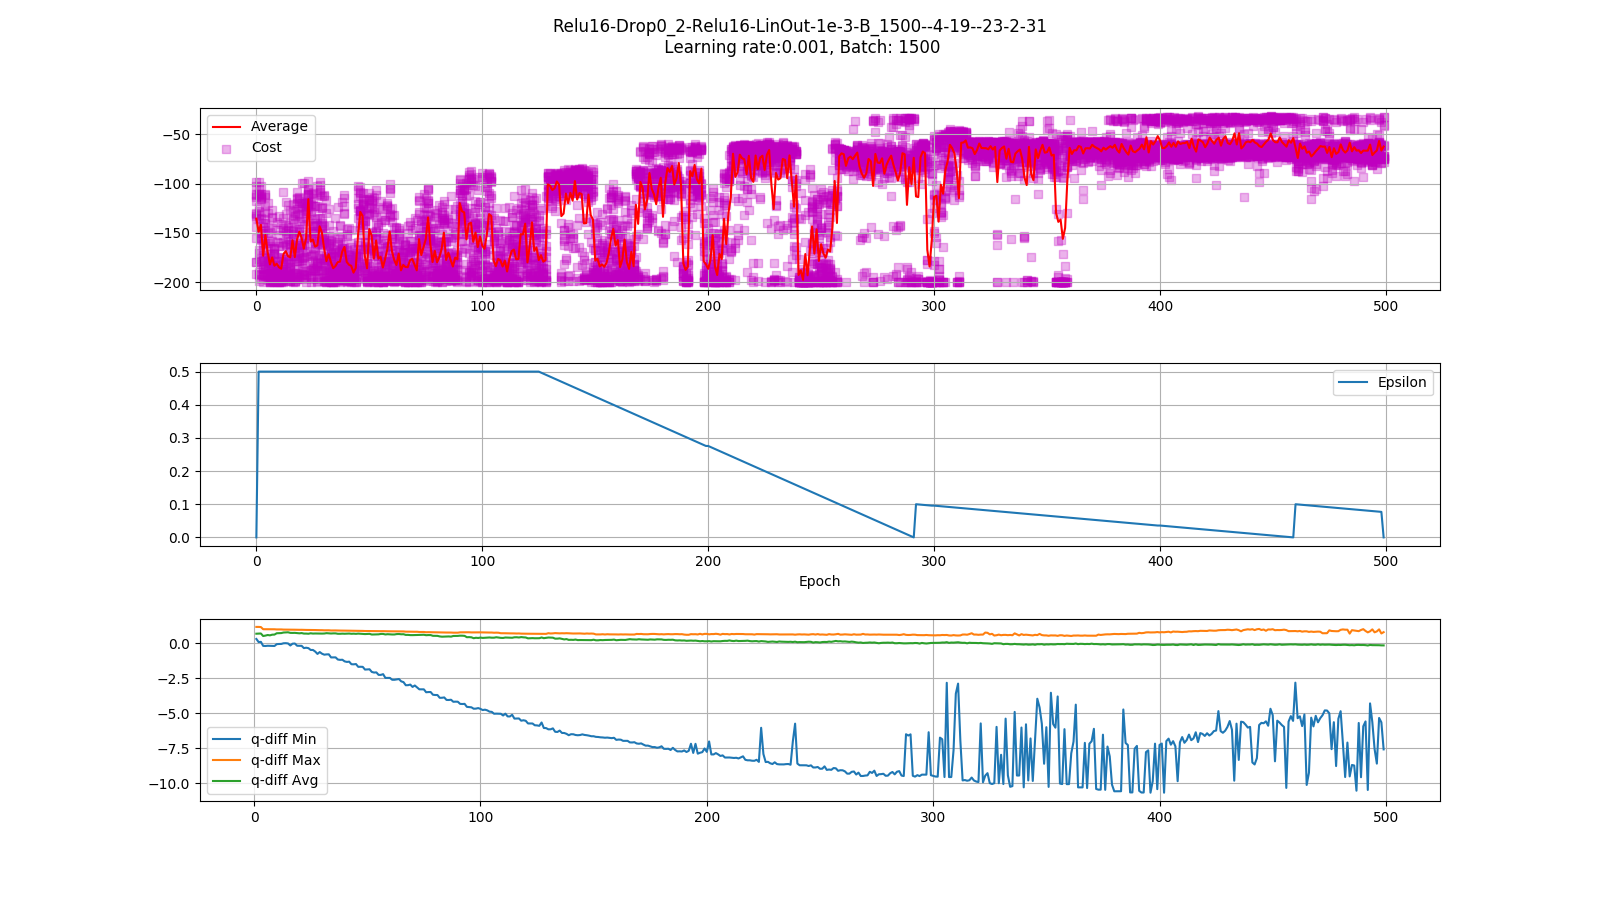 Relu16-Drop0_2-Relu16-LinOut-1e-3-B_1500--4-19--23-2-31
Learning rate:0.001, Batch: 1500
Average
Cost
−50
−100
−150
−200
0 100 200 300 400 500
Epsilon
0.5
0.4
0.3
0.2
0.1
0.0
0 100 200 300 400 500
Epoch
0.0
−2.5
−5.0
−7.5
−10.0
q-diff Min
q-diff Max
q-diff Avg
0 100 200 300 400 500